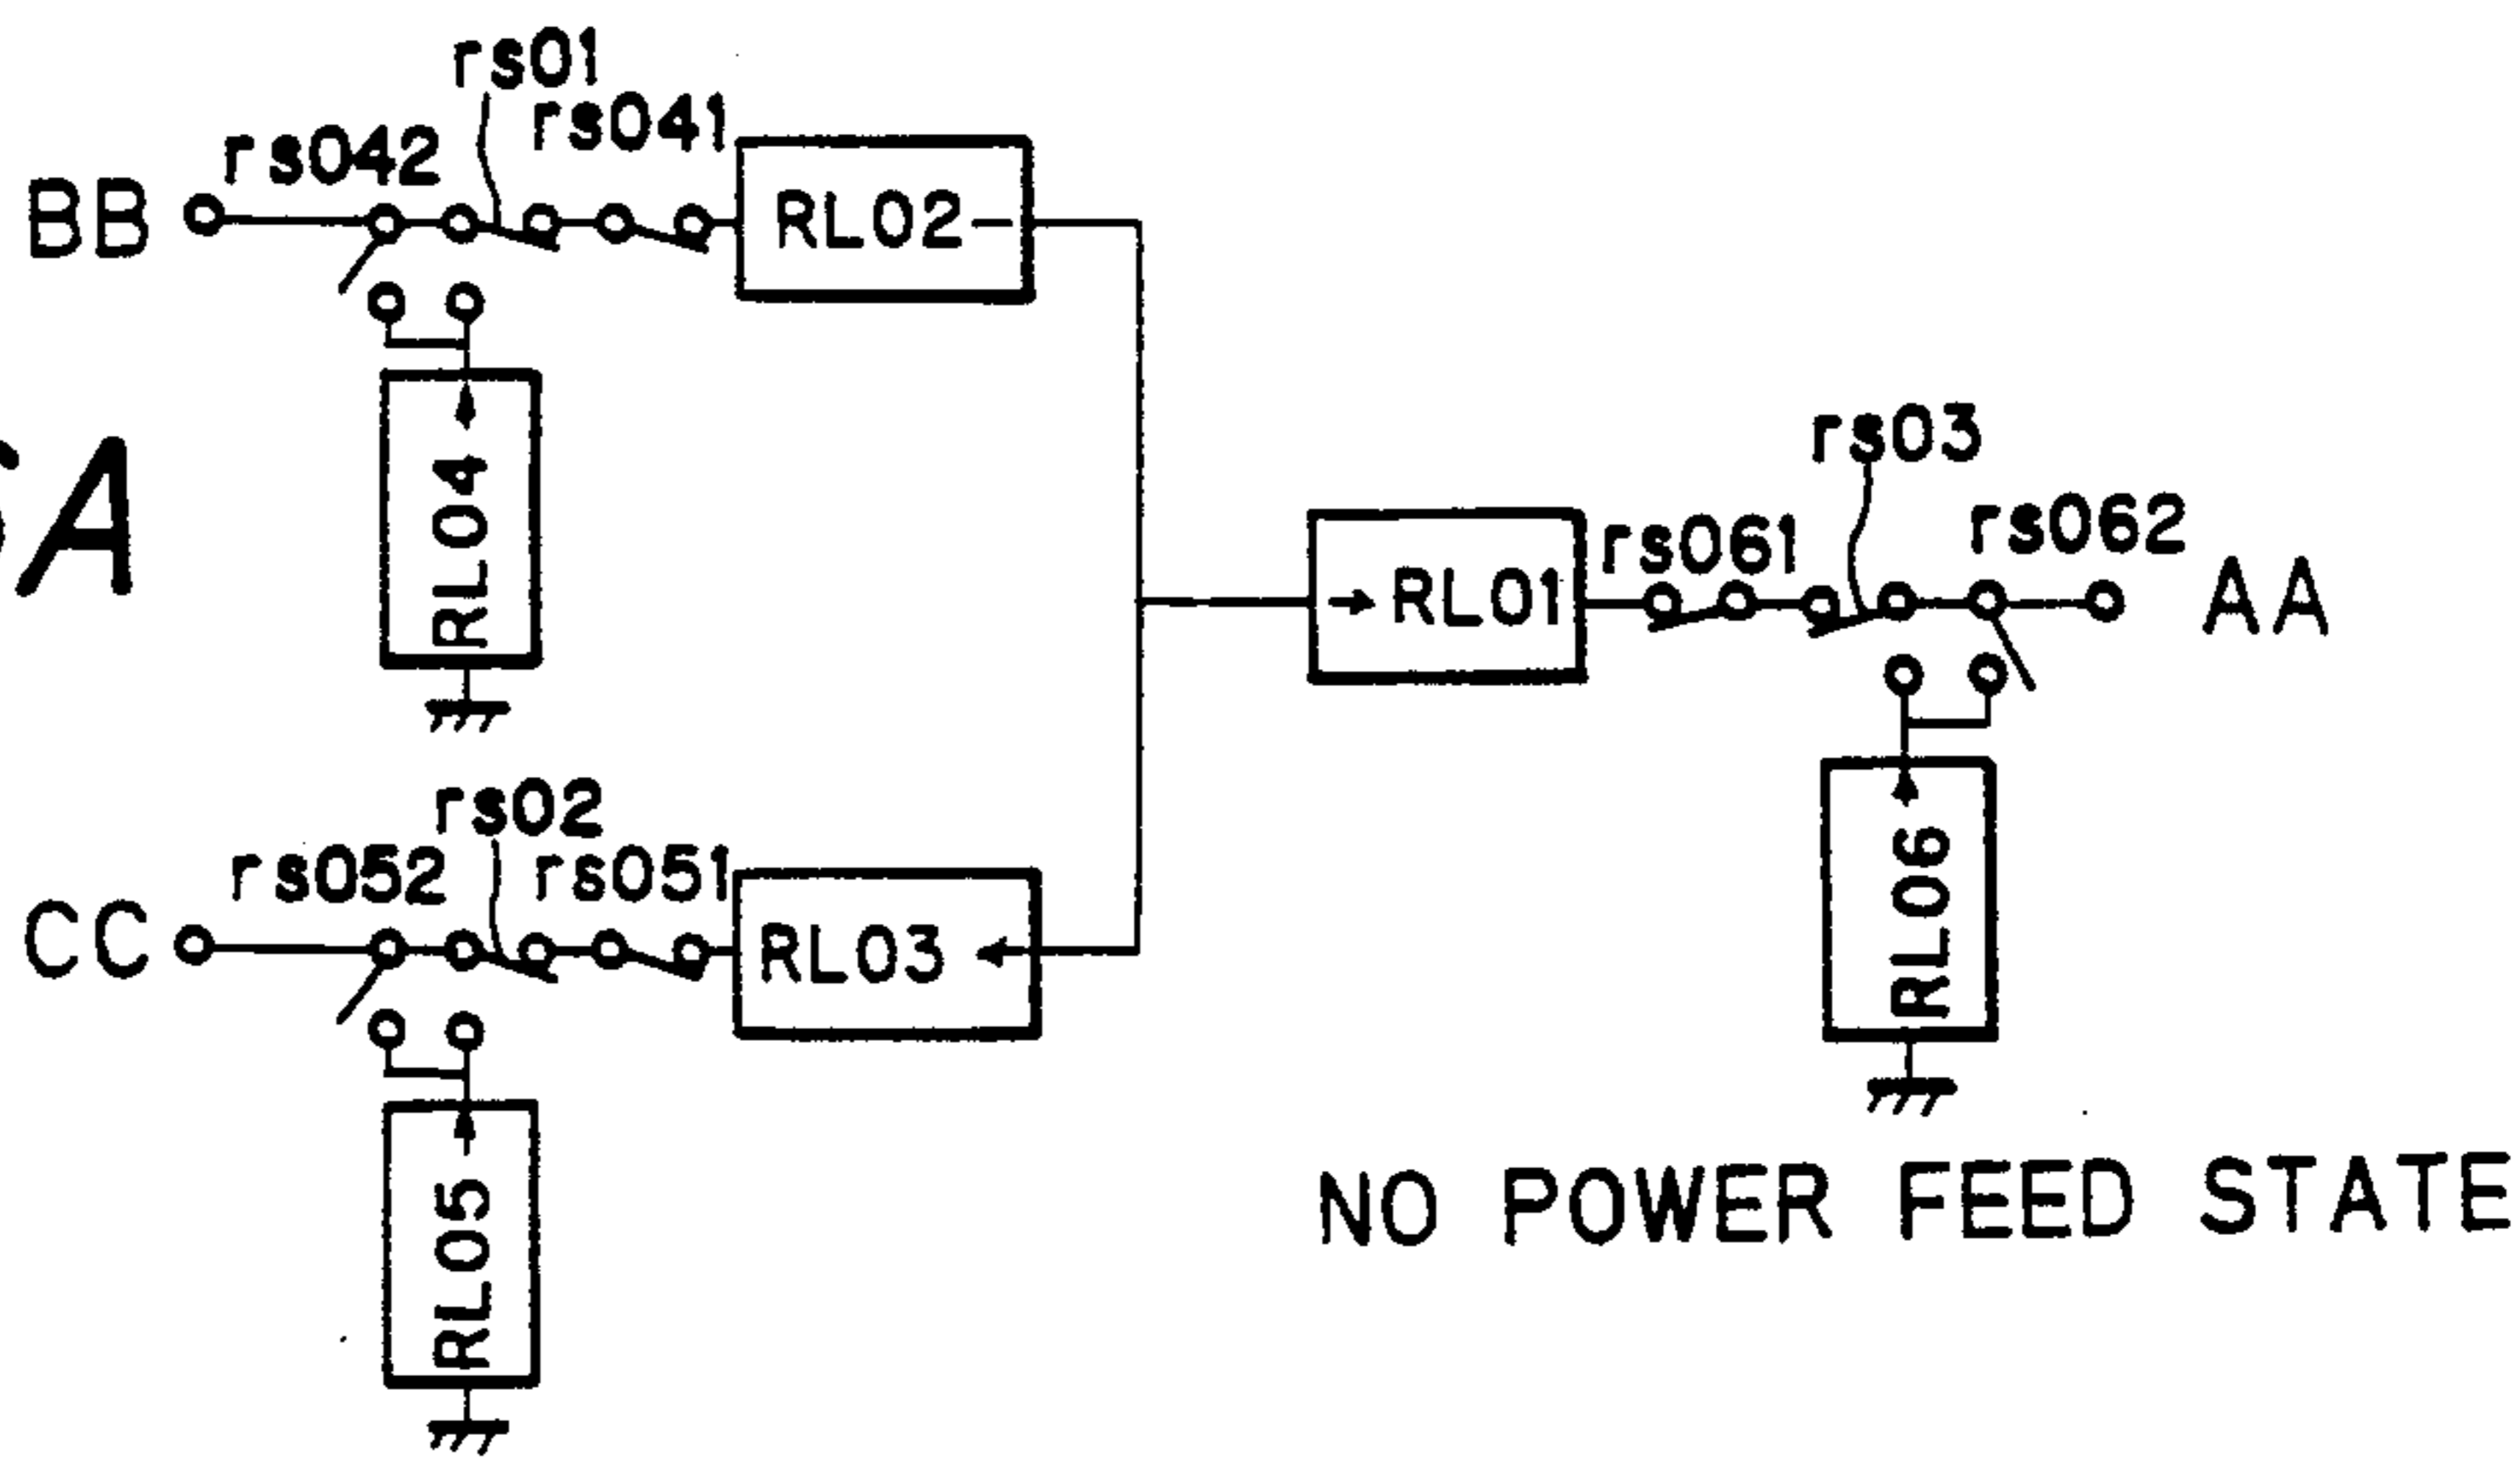 rs01
rs041
rs042
BB
RL02
RL04
A
rs03
rs062
rs061
RL01
AA
rs02
rs051
rs052
CC
RL03
RL06
RL05
NO POWER FEED STATE